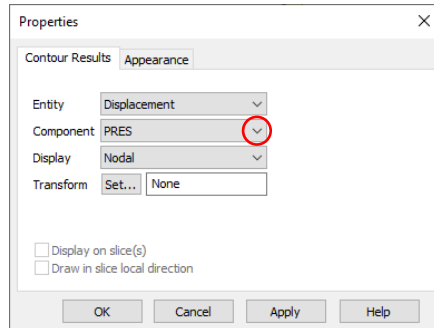 Properties
Contour Results Appearance
Entity Displacement
Component PRES
Display Nodal
Transform Set... None
Display on slice(s)
Draw in slice local direction
OK Cancel Apply Help